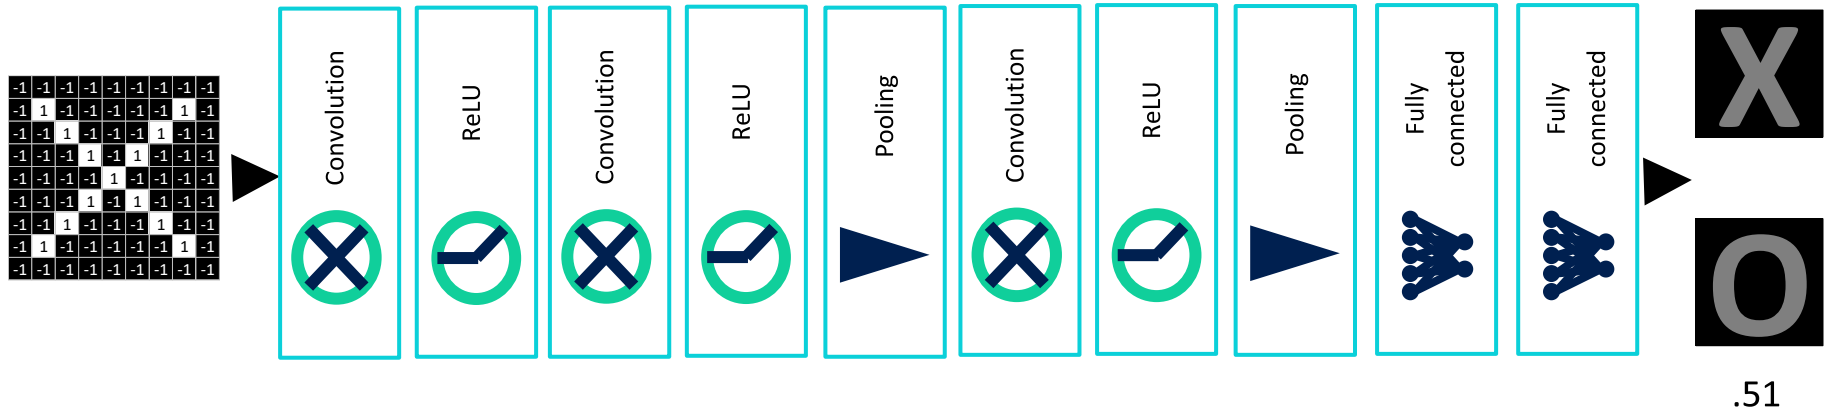 -1 -1 -1 -1 -1 -1 -1 -1 -1
-1 1 -1 -1 -1 -1 -1 1 -1
-1 -1 1 -1 -1 -1 1 -1 -1
-1 -1 -1 1 -1 1 -1 -1 -1
-1 -1 -1 -1 1 -1 -1 -1 -1
-1 -1 -1 1 -1 1 -1 -1 -1
-1 -1 1 -1 -1 -1 1 -1 -1
-1 1 -1 -1 -1 -1 -1 1 -1
-1 -1 -1 -1 -1 -1 -1 -1 -1
Convolution
ReLU
Convolution
ReLU
Pooling
Convolution
ReLU
Pooling
Fully
connected
Fully
connected
X
O
.51